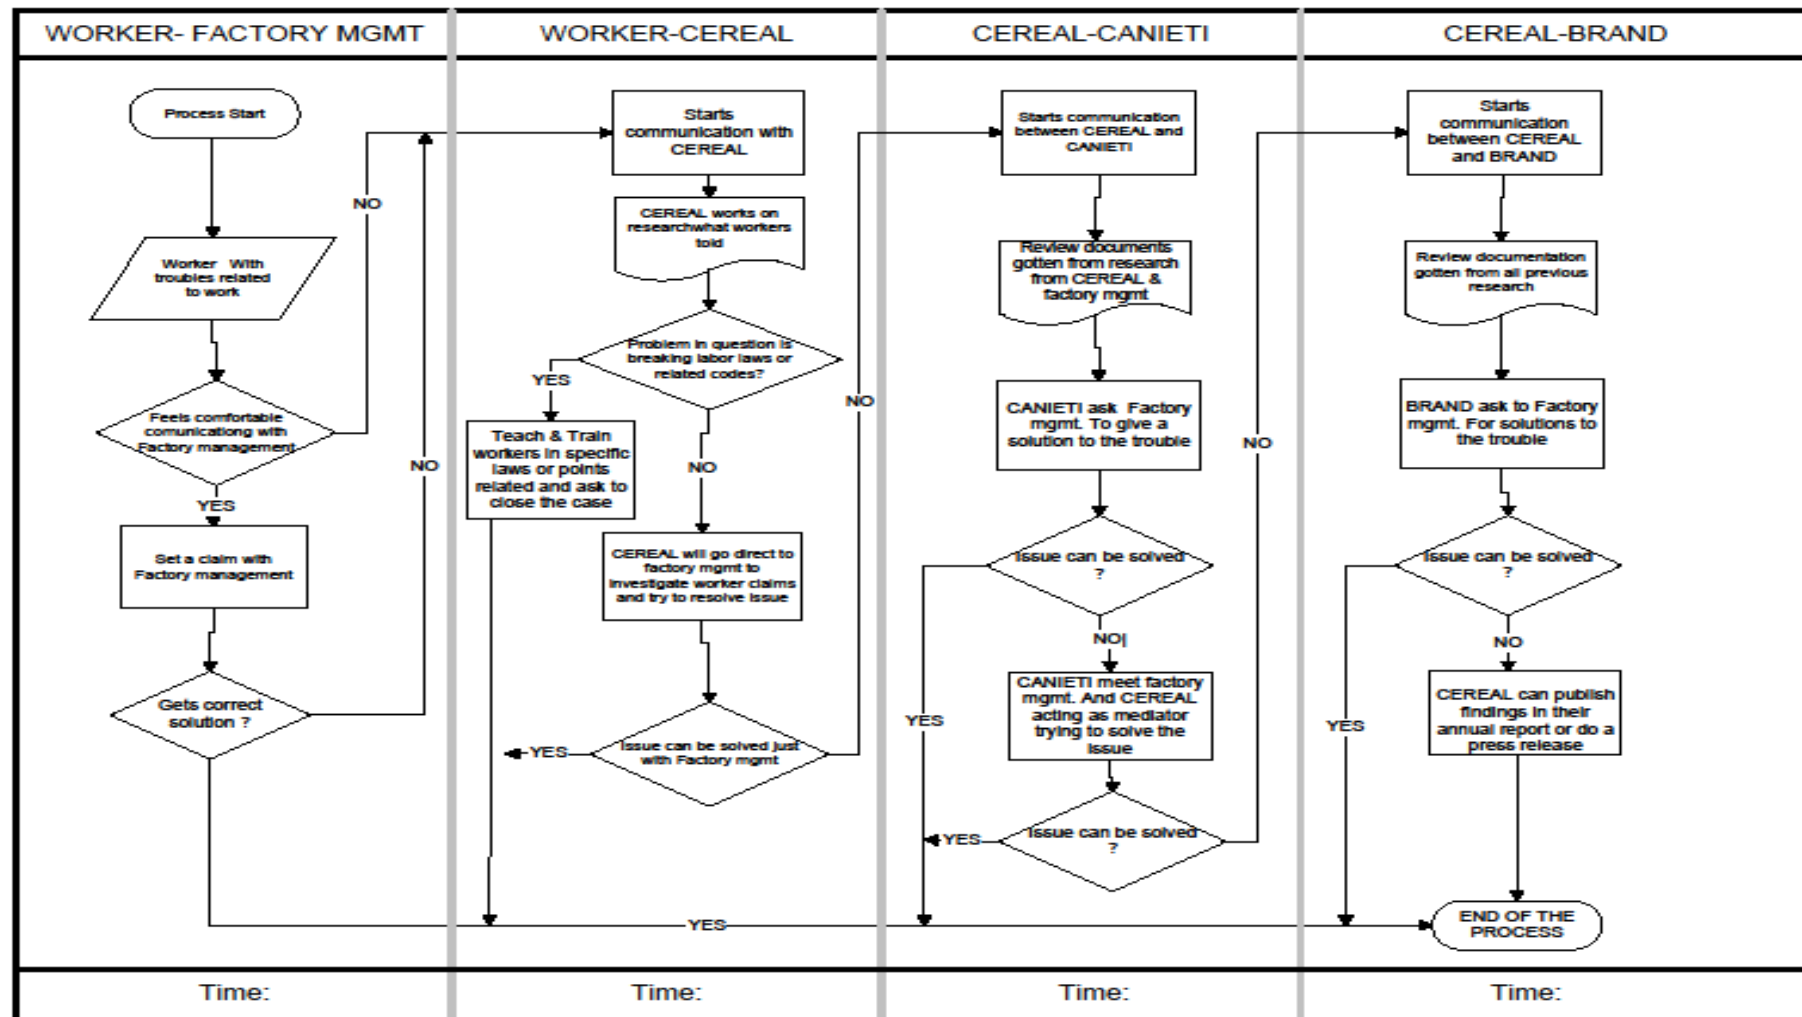 WORKER- FACTORY MGMT
WORKER-CEREAL
CEREAL-CANIETI
CEREAL-BRAND
Process Start
NO
Worker With
troubles related
to work
Feels comfortable
comunicationg with
Factory management
YES
Set a claim with
Factory management
NO
Gets correct
solution ?
Starts
communication with
CEREAL
CEREAL works on
researchwhat workers
told
Problem in question is
breaking labor laws or
related codes?
YES
Teach & Train
workers in specific
laws or points
related and ask to
close the case
NO
CEREAL will go direct to
factory mgmt to
investigate worker claims
and try to resolve issue
Issue can be solved just
with Factory mgmt
YES
NO
YES
Starts communication
between CEREAL and
CANIETI
Review documents
gotten from research
from CEREAL &
factory mgmt
CANIETI ask Factory
mgmt. To give a
solution to the trouble
Issue can be solved
?
NO|
YES
CANIETI meet factory
mgmt. And CEREAL
acting as mediator
trying to solve the
issue
Issue can be solved
?
YES
NO
Starts
communication
between CEREAL
and BRAND
Review documentation
gotten from all previous
research
BRAND ask to Factory
mgmt. For solutions to
the trouble
Issue can be solved
?
NO
YES
CEREAL can publish
findings in their
annual report or do a
press release
END OF THE
PROCESS
Time:
Time:
Time:
Time: